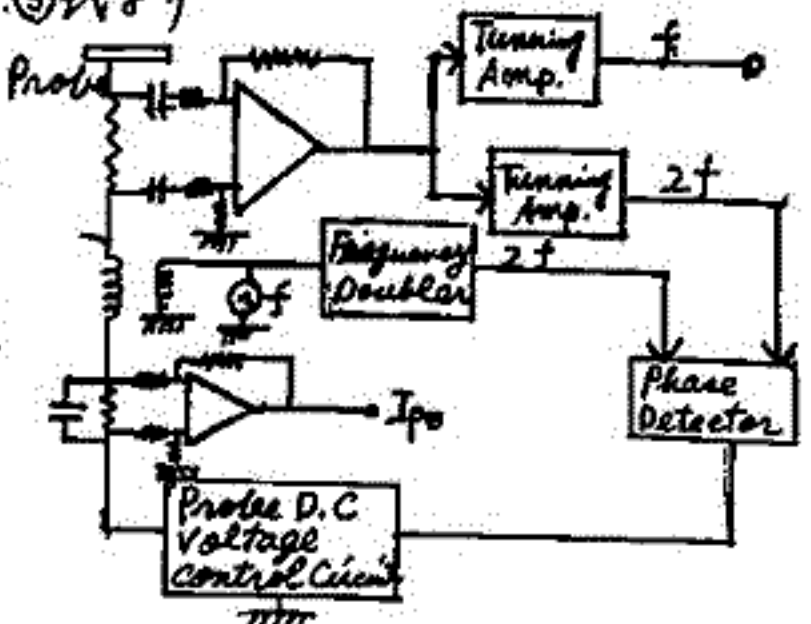 Probe
Tunning
Amp.
f
Tunning
Amp.
2f
Frequency
Doubler
2f
f
Phase
Detector
Ipo
Probe D.C
Voltage
control Circuit